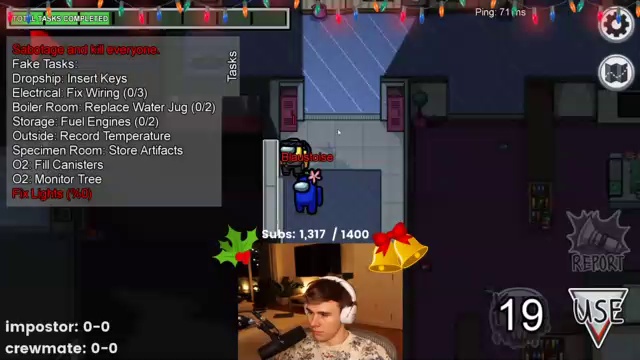 TOTAL TASKS COMPLETED
Ping: 71 ms
Sabotage and kill everyone.
Fake Tasks:
Dropship: Insert Keys
Electrical: Fix Wiring (0/3)
Boiler Room: Replace Water Jug (0/2)
Storage: Fuel Engines (0/2)
Outside: Record Temperature
Specimen Room: Store Artifacts
O2: Fill Canisters
O2: Monitor Tree
Fix Lights (%8)
Tasks
Blaustoise
Subs: 1,317 / 1400
REPORT
19
USE
impostor: 0-0
crewmate: 0-0